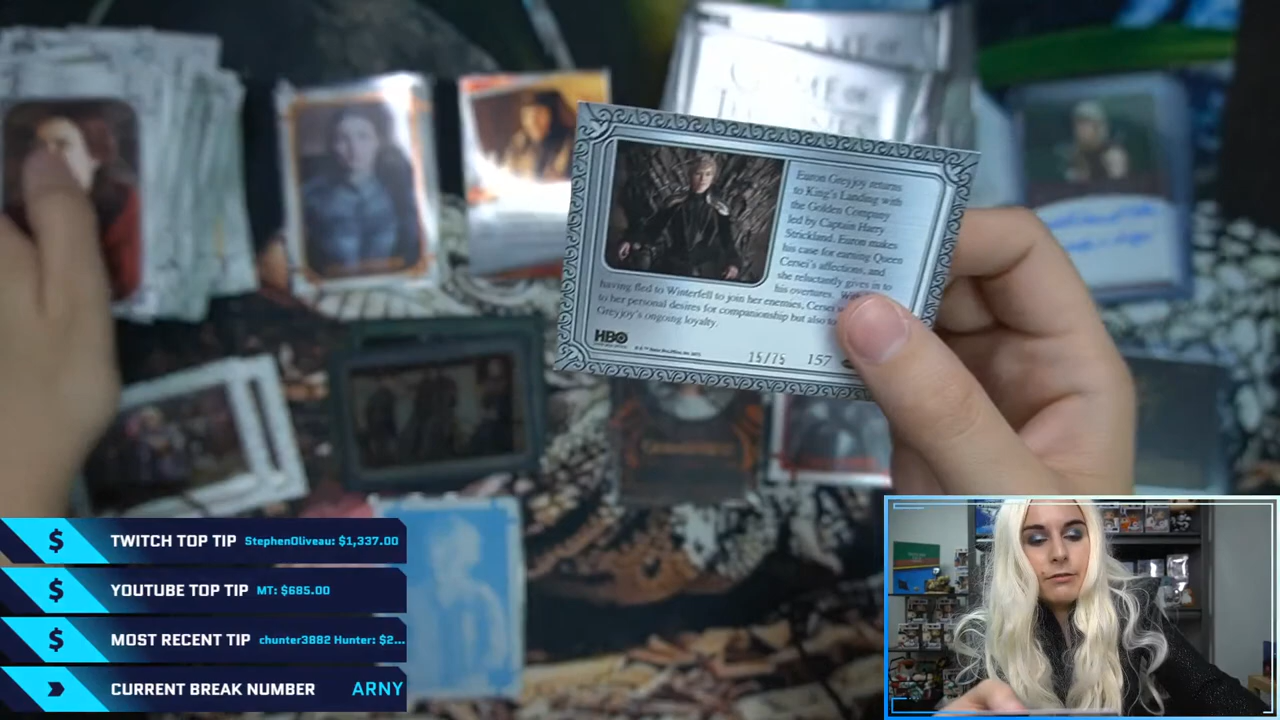 GAME OF
Euron Greyjoy returns
to King's Landing with
the Golden Company
led by Captain Harry
Strickland. Euron makes
his case for earning Queen
Cersei's affections, and
she reluctantly gives in to
his overtures.
having fled to Winterfell to join her enemies, Cersei
to her personal desires for companionship but also to
Greyjoy's ongoing loyalty.
HBO
15/75 157
$ TWITCH TOP TIP StephenOliveau: $1,337.00
$ YOUTUBE TOP TIP MT: $685.00
$ MOST RECENT TIP chunter3882 Hunter: $2...
CURRENT BREAK NUMBER ARNY